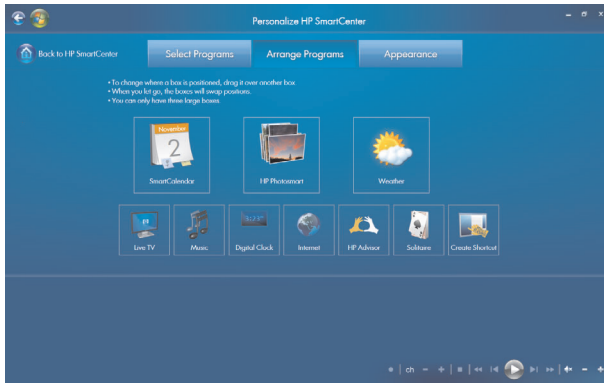 Personalize HP SmartCenter
Back to HP SmartCenter
Select Programs
Arrange Programs
Appearance
• To change where a box is positioned, drag it over another box
• When you let go, the boxes will swap positions.
• You can only have three large boxes
November
2
SmartCalendar
HP Photosmart
Weather
Live TV
Music
Digital Clock
Internet
HP Advisor
Solitaire
Create Shortcut
ch